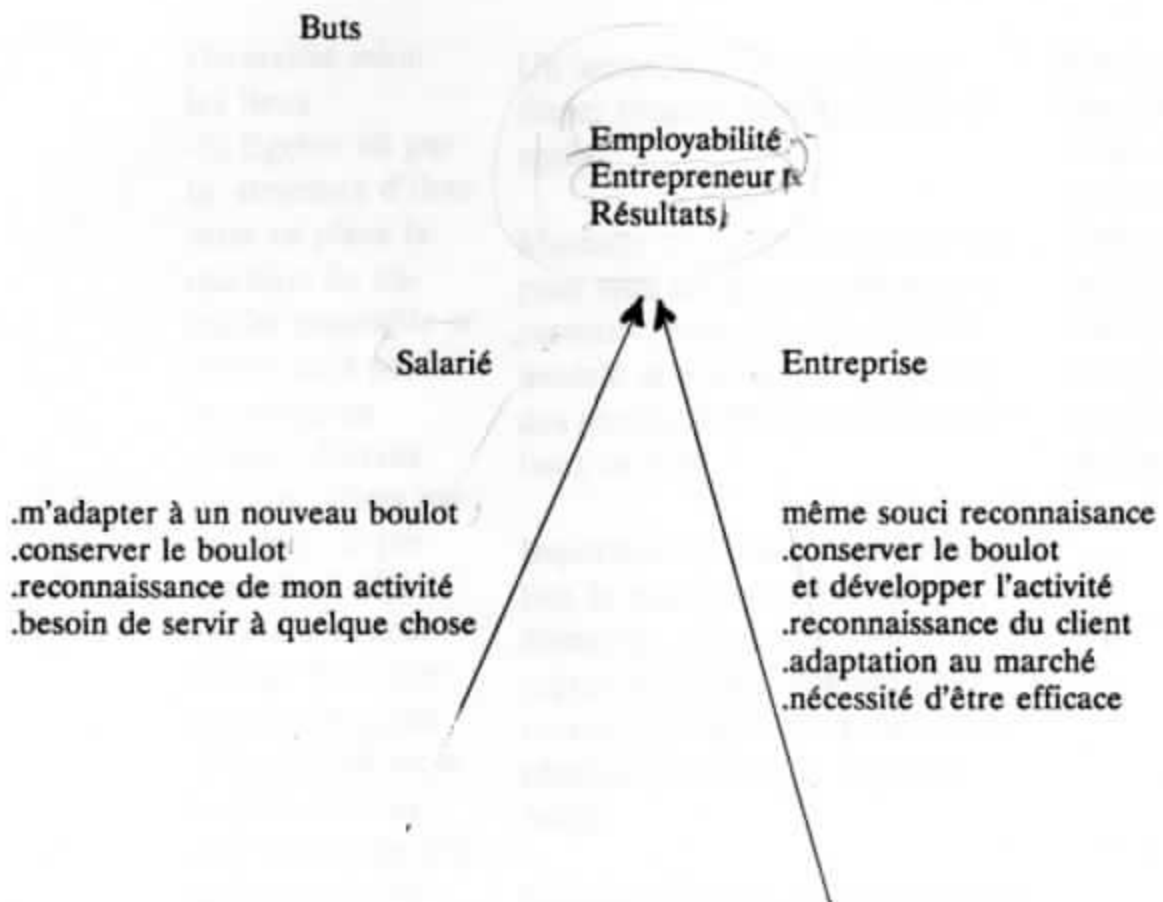 Buts
Employabilité
Entrepreneur
Résultats
Salarié
Entreprise
.m'adapter à un nouveau boulot
.conserver le boulot
.reconnaissance de mon activité
.besoin de servir à quelque chose
même souci reconnaisance
.conserver le boulot
et développer l'activité
.reconnaissance du client
.adaptation au marché
.nécessité d'être efficace